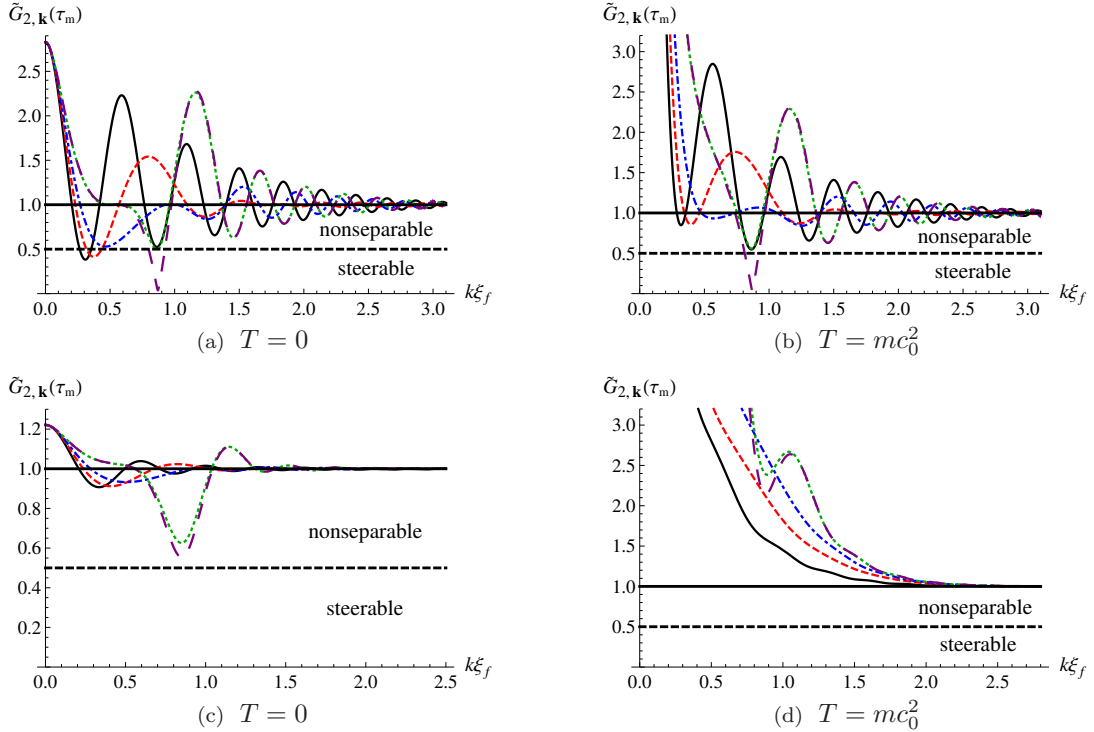 G̃2,k(τm)
2.5
2.0
1.5
1.0
0.5
nonseparable
steerable
0.0 0.5 1.0 1.5 2.0 2.5 3.0 kξf
(a) T = 0
G̃2,k(τm)
3.0
2.5
2.0
1.5
1.0
0.5
nonseparable
steerable
0.5 1.0 1.5 2.0 2.5 3.0 kξf
(b) T = mc₀²
G̃2,k(τm)
1.2
1.0
0.8
0.6
0.4
0.2
nonseparable
steerable
0.0 0.5 1.0 1.5 2.0 2.5 kξf
(c) T = 0
G̃2,k(τm)
3.0
2.5
2.0
1.5
1.0
0.5
nonseparable
steerable
0.5 1.0 1.5 2.0 2.5 kξf
(d) T = mc₀²